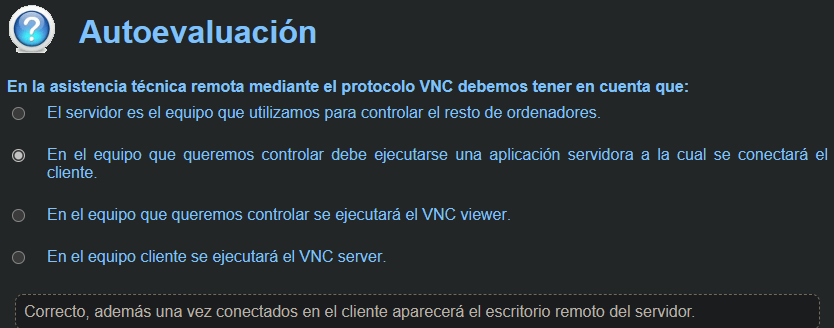 Autoevaluación
En la asistencia técnica remota mediante el protocolo VNC debemos tener en cuenta que:
El servidor es el equipo que utilizamos para controlar el resto de ordenadores.
En el equipo que queremos controlar debe ejecutarse una aplicación servidora a la cual se conectará el
cliente.
En el equipo que queremos controlar se ejecutará el VNC viewer.
En el equipo cliente se ejecutará el VNC server.
Correcto, además una vez conectados en el cliente aparecerá el escritorio remoto del servidor.